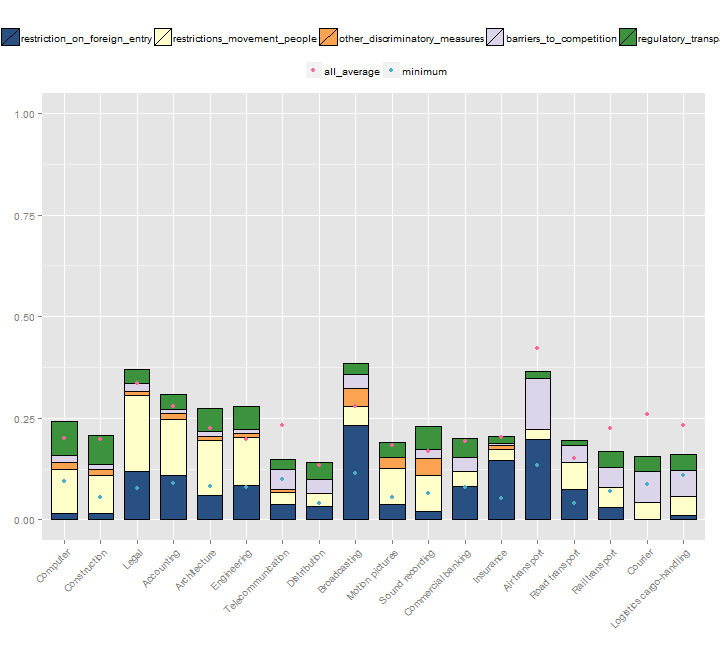 restriction_on_foreign_entry restrictions_movement_people other_discriminatory_measures barriers_to_competition regulatory_transpa
all_average minimum
1.00
0.75
0.50
0.25
0.00
Computer
Construction
Legal
Accounting
Architecture
Engineering
Telecommunication
Distribution
Broadcasting
Motion pictures
Sound recording
Commercial banking
Insurance
Air transport
Road transport
Rail transport
Courier
Logistics cargo-handling